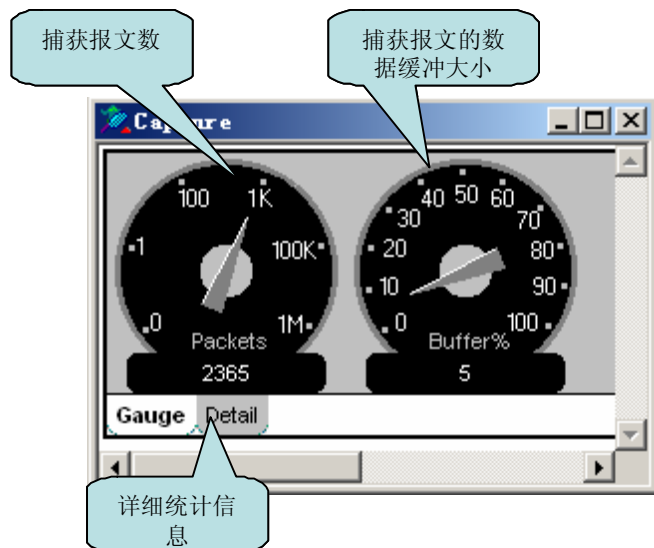 捕获报文数
捕获报文的数
据缓冲大小
Capture
0
1
100
1K
100K
1M
Packets
2365
0
10
20
30
40
50
60
70
80
90
100
Buffer%
5
Gauge Detail
详细统计信
息